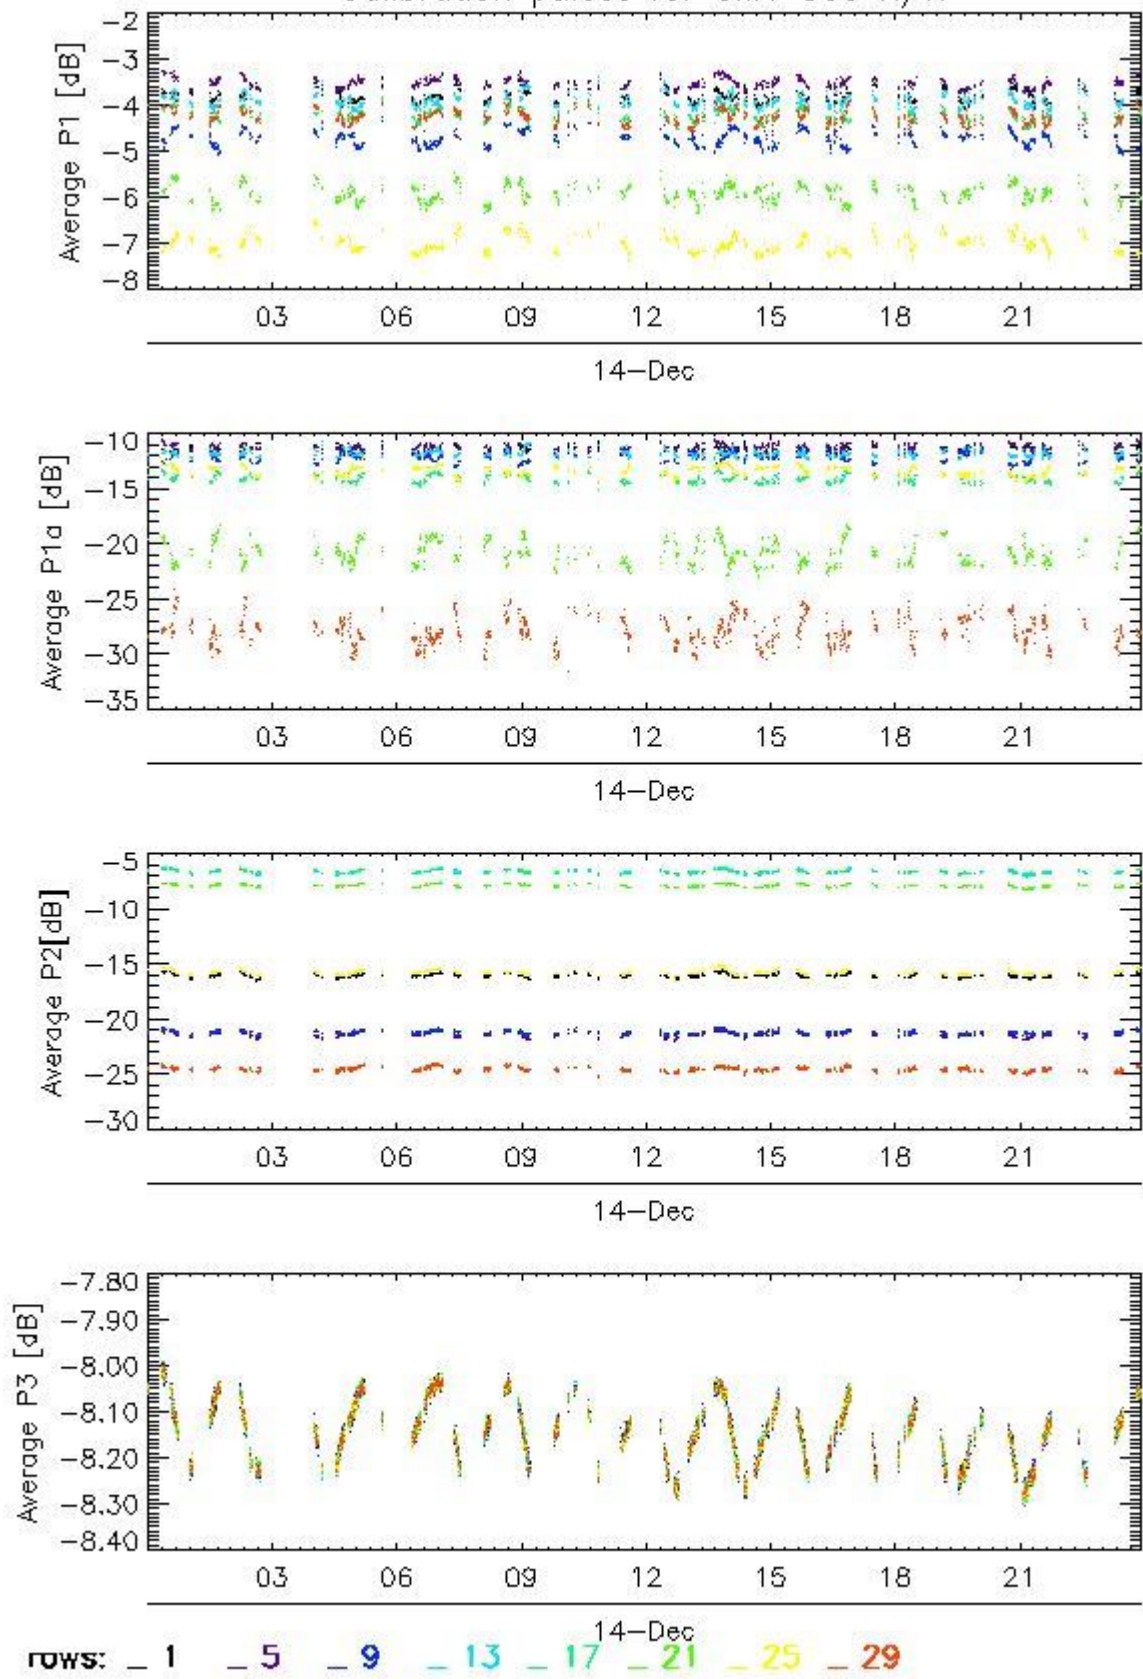 -2
-3
-4
-5
-6
-7
-8
Average P1 [dB]
03 06 09 12 15 18 21
14-Dec
-10
-15
-20
-25
-30
-35
Average P1a [dB]
03 06 09 12 15 18 21
14-Dec
-5
-10
-15
-20
-25
-30
Average P2[dB]
03 06 09 12 15 18 21
14-Dec
-7.80
-7.90
-8.00
-8.10
-8.20
-8.30
-8.40
Average P3 [dB]
03 06 09 12 15 18 21
14-Dec
rows: _ 1 _ 5 _ 9 _ 13 _ 17 _ 21 _ 25 _ 29